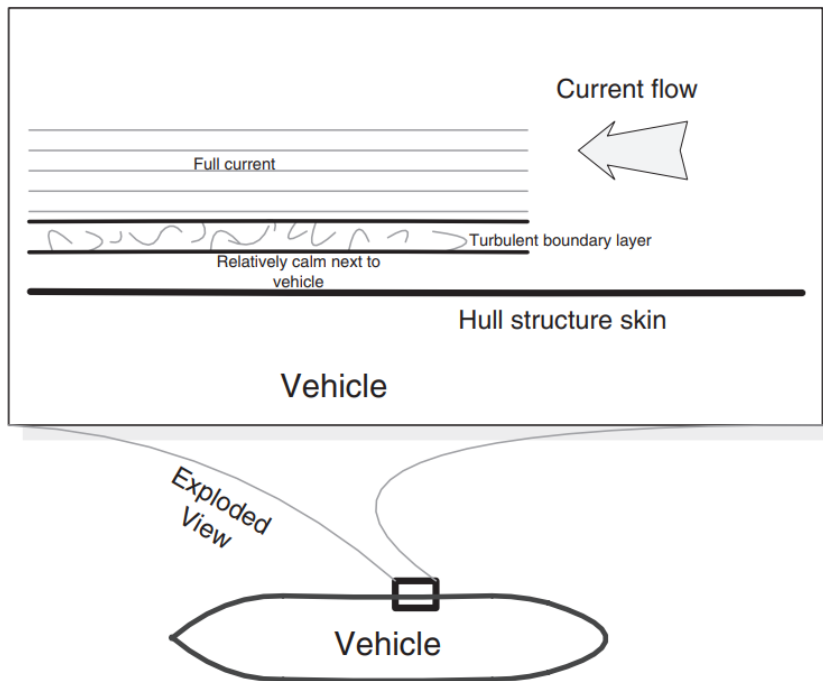 Current flow
Full current
Turbulent boundary layer
Relatively calm next to
vehicle
Hull structure skin
Vehicle
Exploded
View
Vehicle